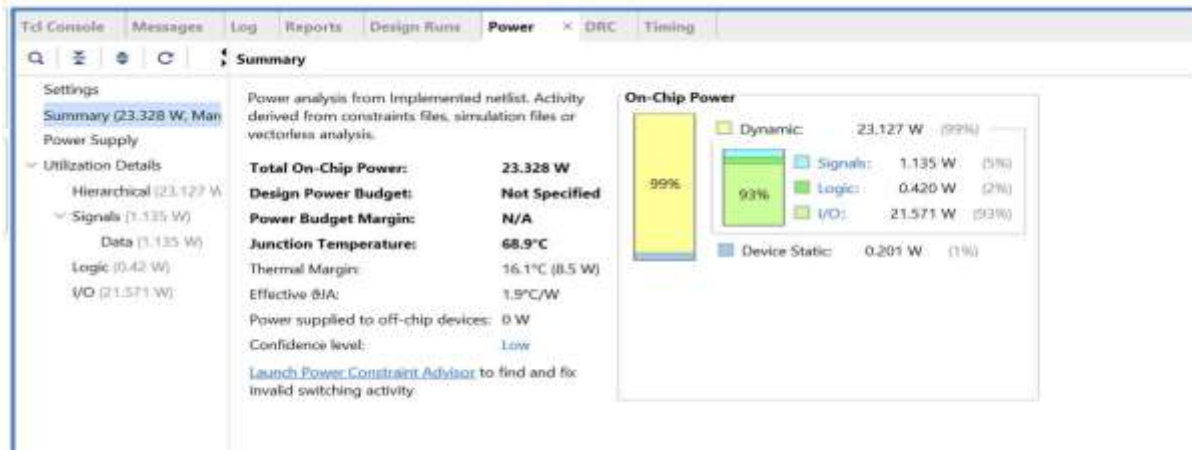 Tcl Console Messages Log Reports Design Runs Power × DRC Timing
Summary
Settings
Summary (23.328 W, Mar
Power Supply
Utilization Details
Hierarchical (23.127 W
Signals (1.135 W)
Data (1.135 W)
Logic (0.42 W)
I/O (21.571 W)
Power analysis from Implemented netlist. Activity
derived from constraints files, simulation files or
vectorless analysis.
Total On-Chip Power: 23.328 W
Design Power Budget: Not Specified
Power Budget Margin: N/A
Junction Temperature: 68.9°C
Thermal Margin: 16.1°C (8.5 W)
Effective ϑJA: 1.9°C/W
Power supplied to off-chip devices: 0 W
Confidence level: Low
Launch Power Constraint Advisor to find and fix
invalid switching activity
On-Chip Power
Dynamic: 23.127 W (99%)
Signals: 1.135 W (5%)
Logic: 0.420 W (2%)
I/O: 21.571 W (93%)
Device Static: 0.201 W (1%)
99%
93%